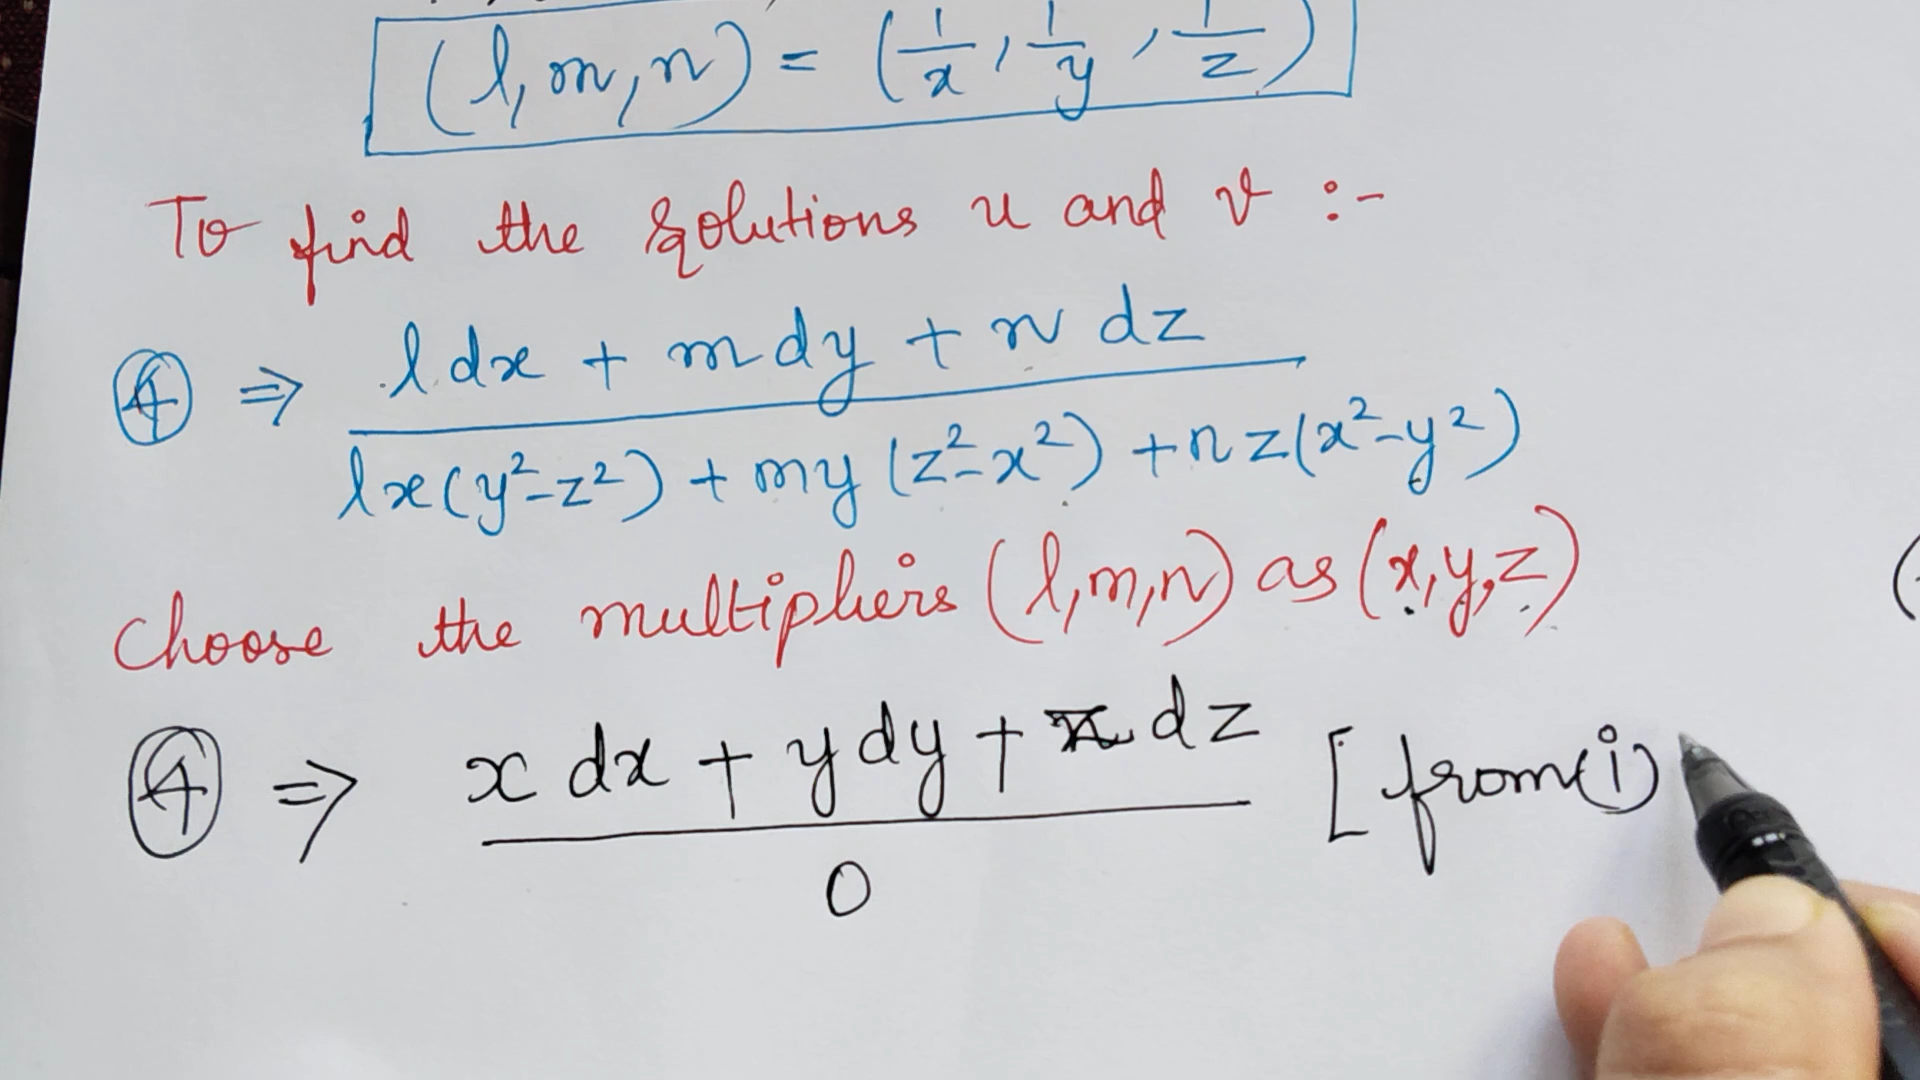 (l, m, n) = (1/x, 1/y, 1/z)
To find the solutions u and v :-
④ ⇒ l dx + m dy + n dz
lx(y²-z²) + my(z²-x²) + nz(x²-y²)
Choose the multipliers (l,m,n) as (x,y,z)
④ ⇒ x dx + y dy + z dz [from (i)
0